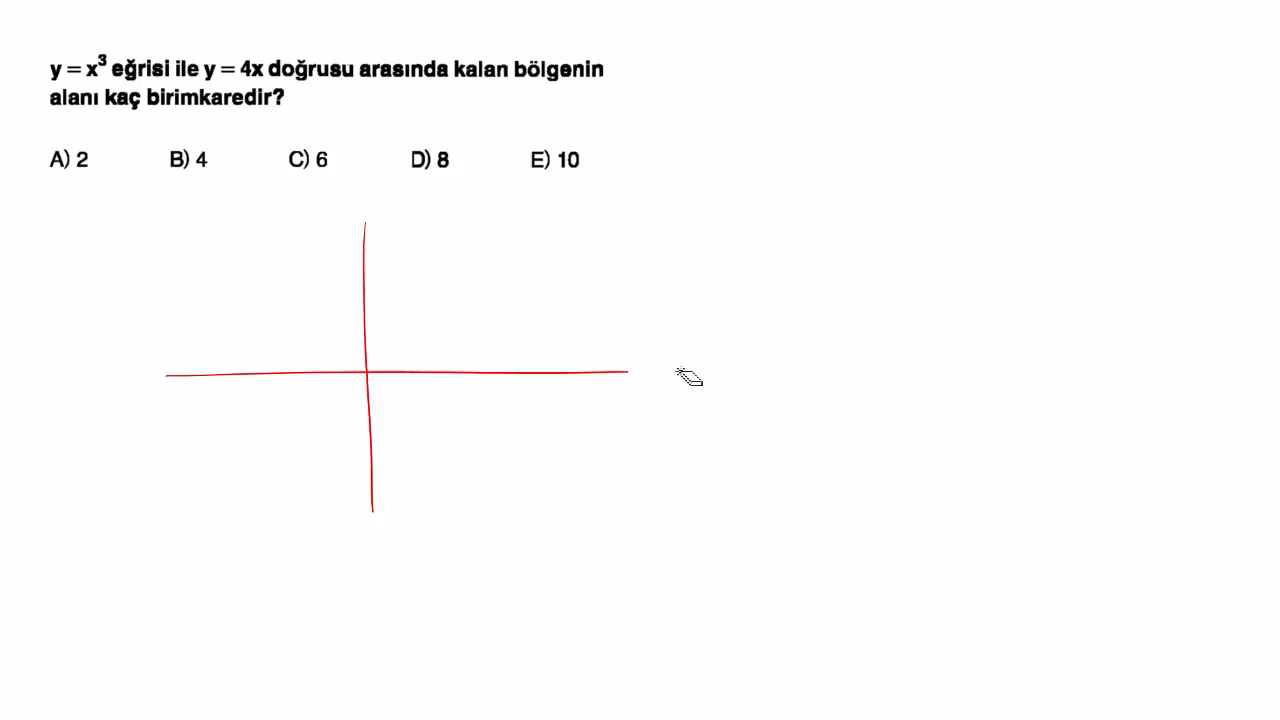 y = x³ eğrisi ile y = 4x doğrusu arasında kalan bölgenin
alanı kaç birimkaredir?
A) 2 B) 4 C) 6 D) 8 E) 10